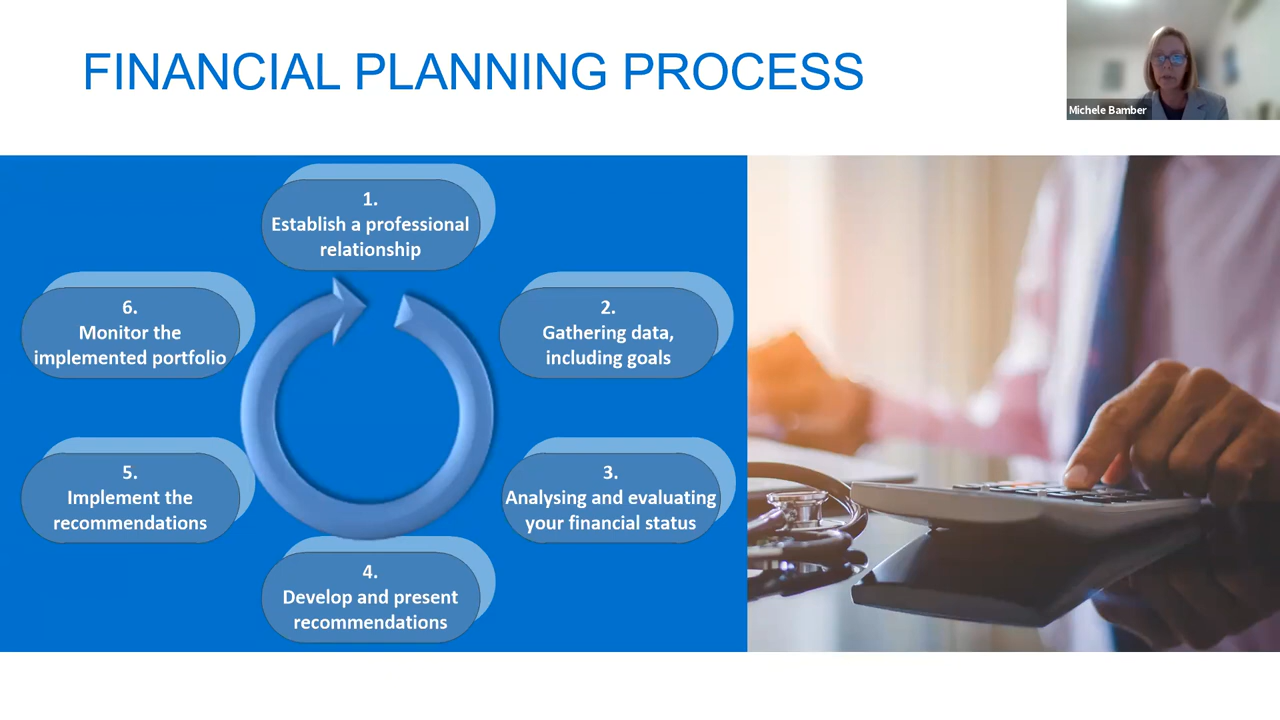 FINANCIAL PLANNING PROCESS
Michele Bamber
1.
Establish a professional
relationship
2.
Gathering data,
including goals
3.
Analysing and evaluating
your financial status
4.
Develop and present
recommendations
5.
Implement the
recommendations
6.
Monitor the
implemented portfolio